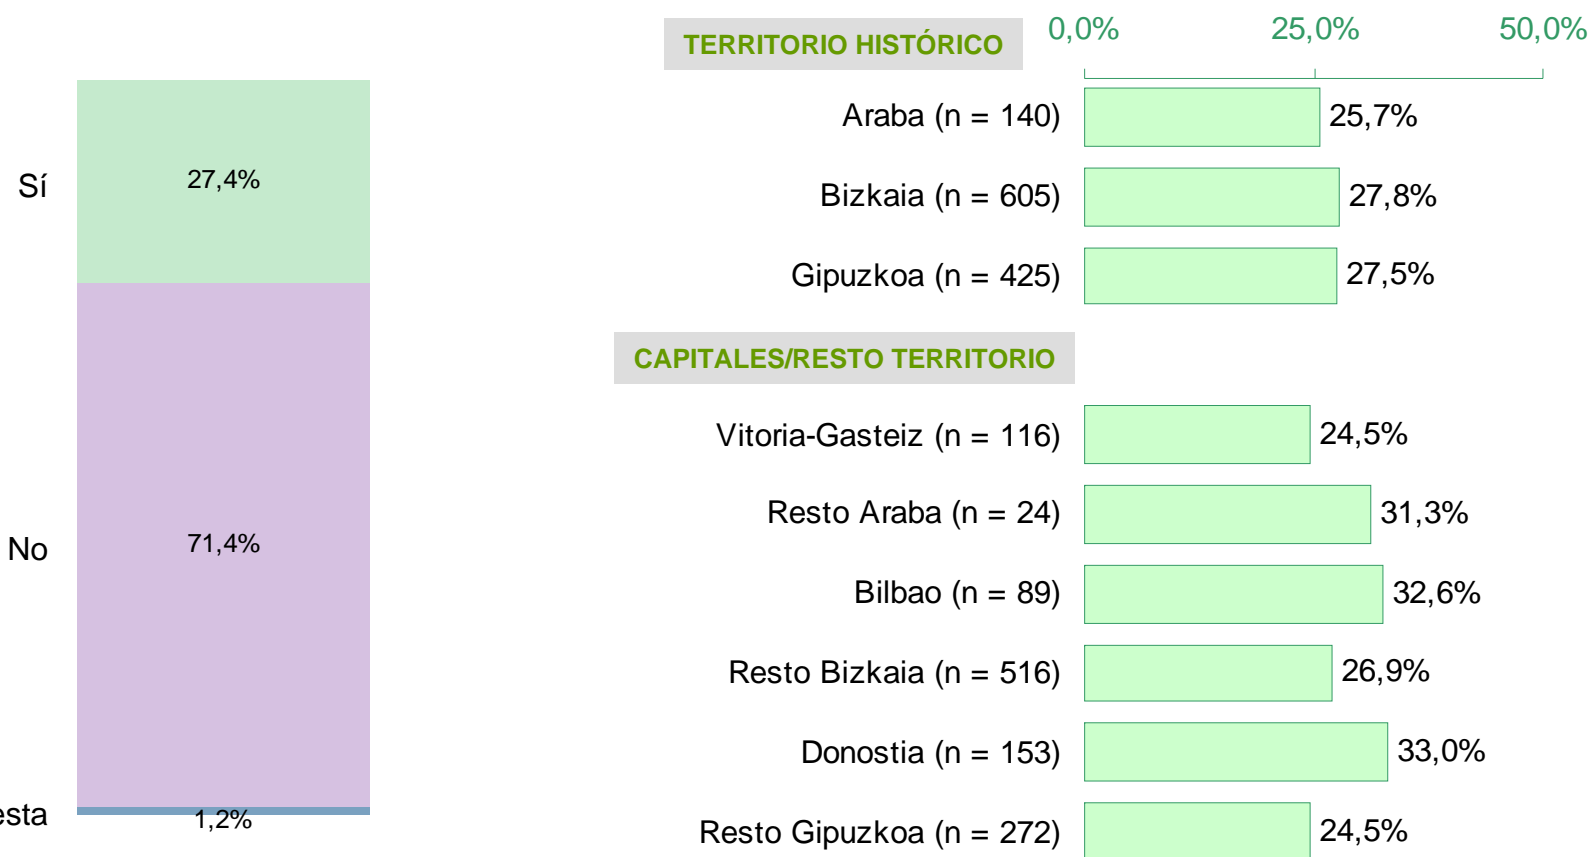 Sí
27,4%
No
71,4%
esta
1,2%
TERRITORIO HISTÓRICO
0,0% 25,0% 50,0%
Araba (n = 140) 25,7%
Bizkaia (n = 605) 27,8%
Gipuzkoa (n = 425) 27,5%
CAPITALES/RESTO TERRITORIO
Vitoria-Gasteiz (n = 116) 24,5%
Resto Araba (n = 24) 31,3%
Bilbao (n = 89) 32,6%
Resto Bizkaia (n = 516) 26,9%
Donostia (n = 153) 33,0%
Resto Gipuzkoa (n = 272) 24,5%